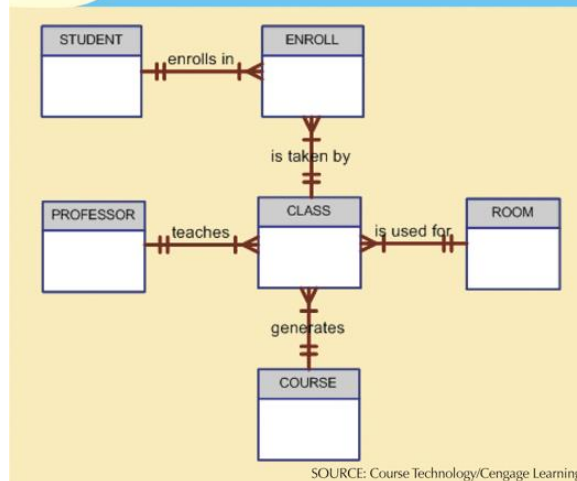 STUDENT
enrolls in
ENROLL
is taken by
PROFESSOR
teaches
CLASS
is used for
ROOM
generates
COURSE
SOURCE: Course Technology/Cengage Learning